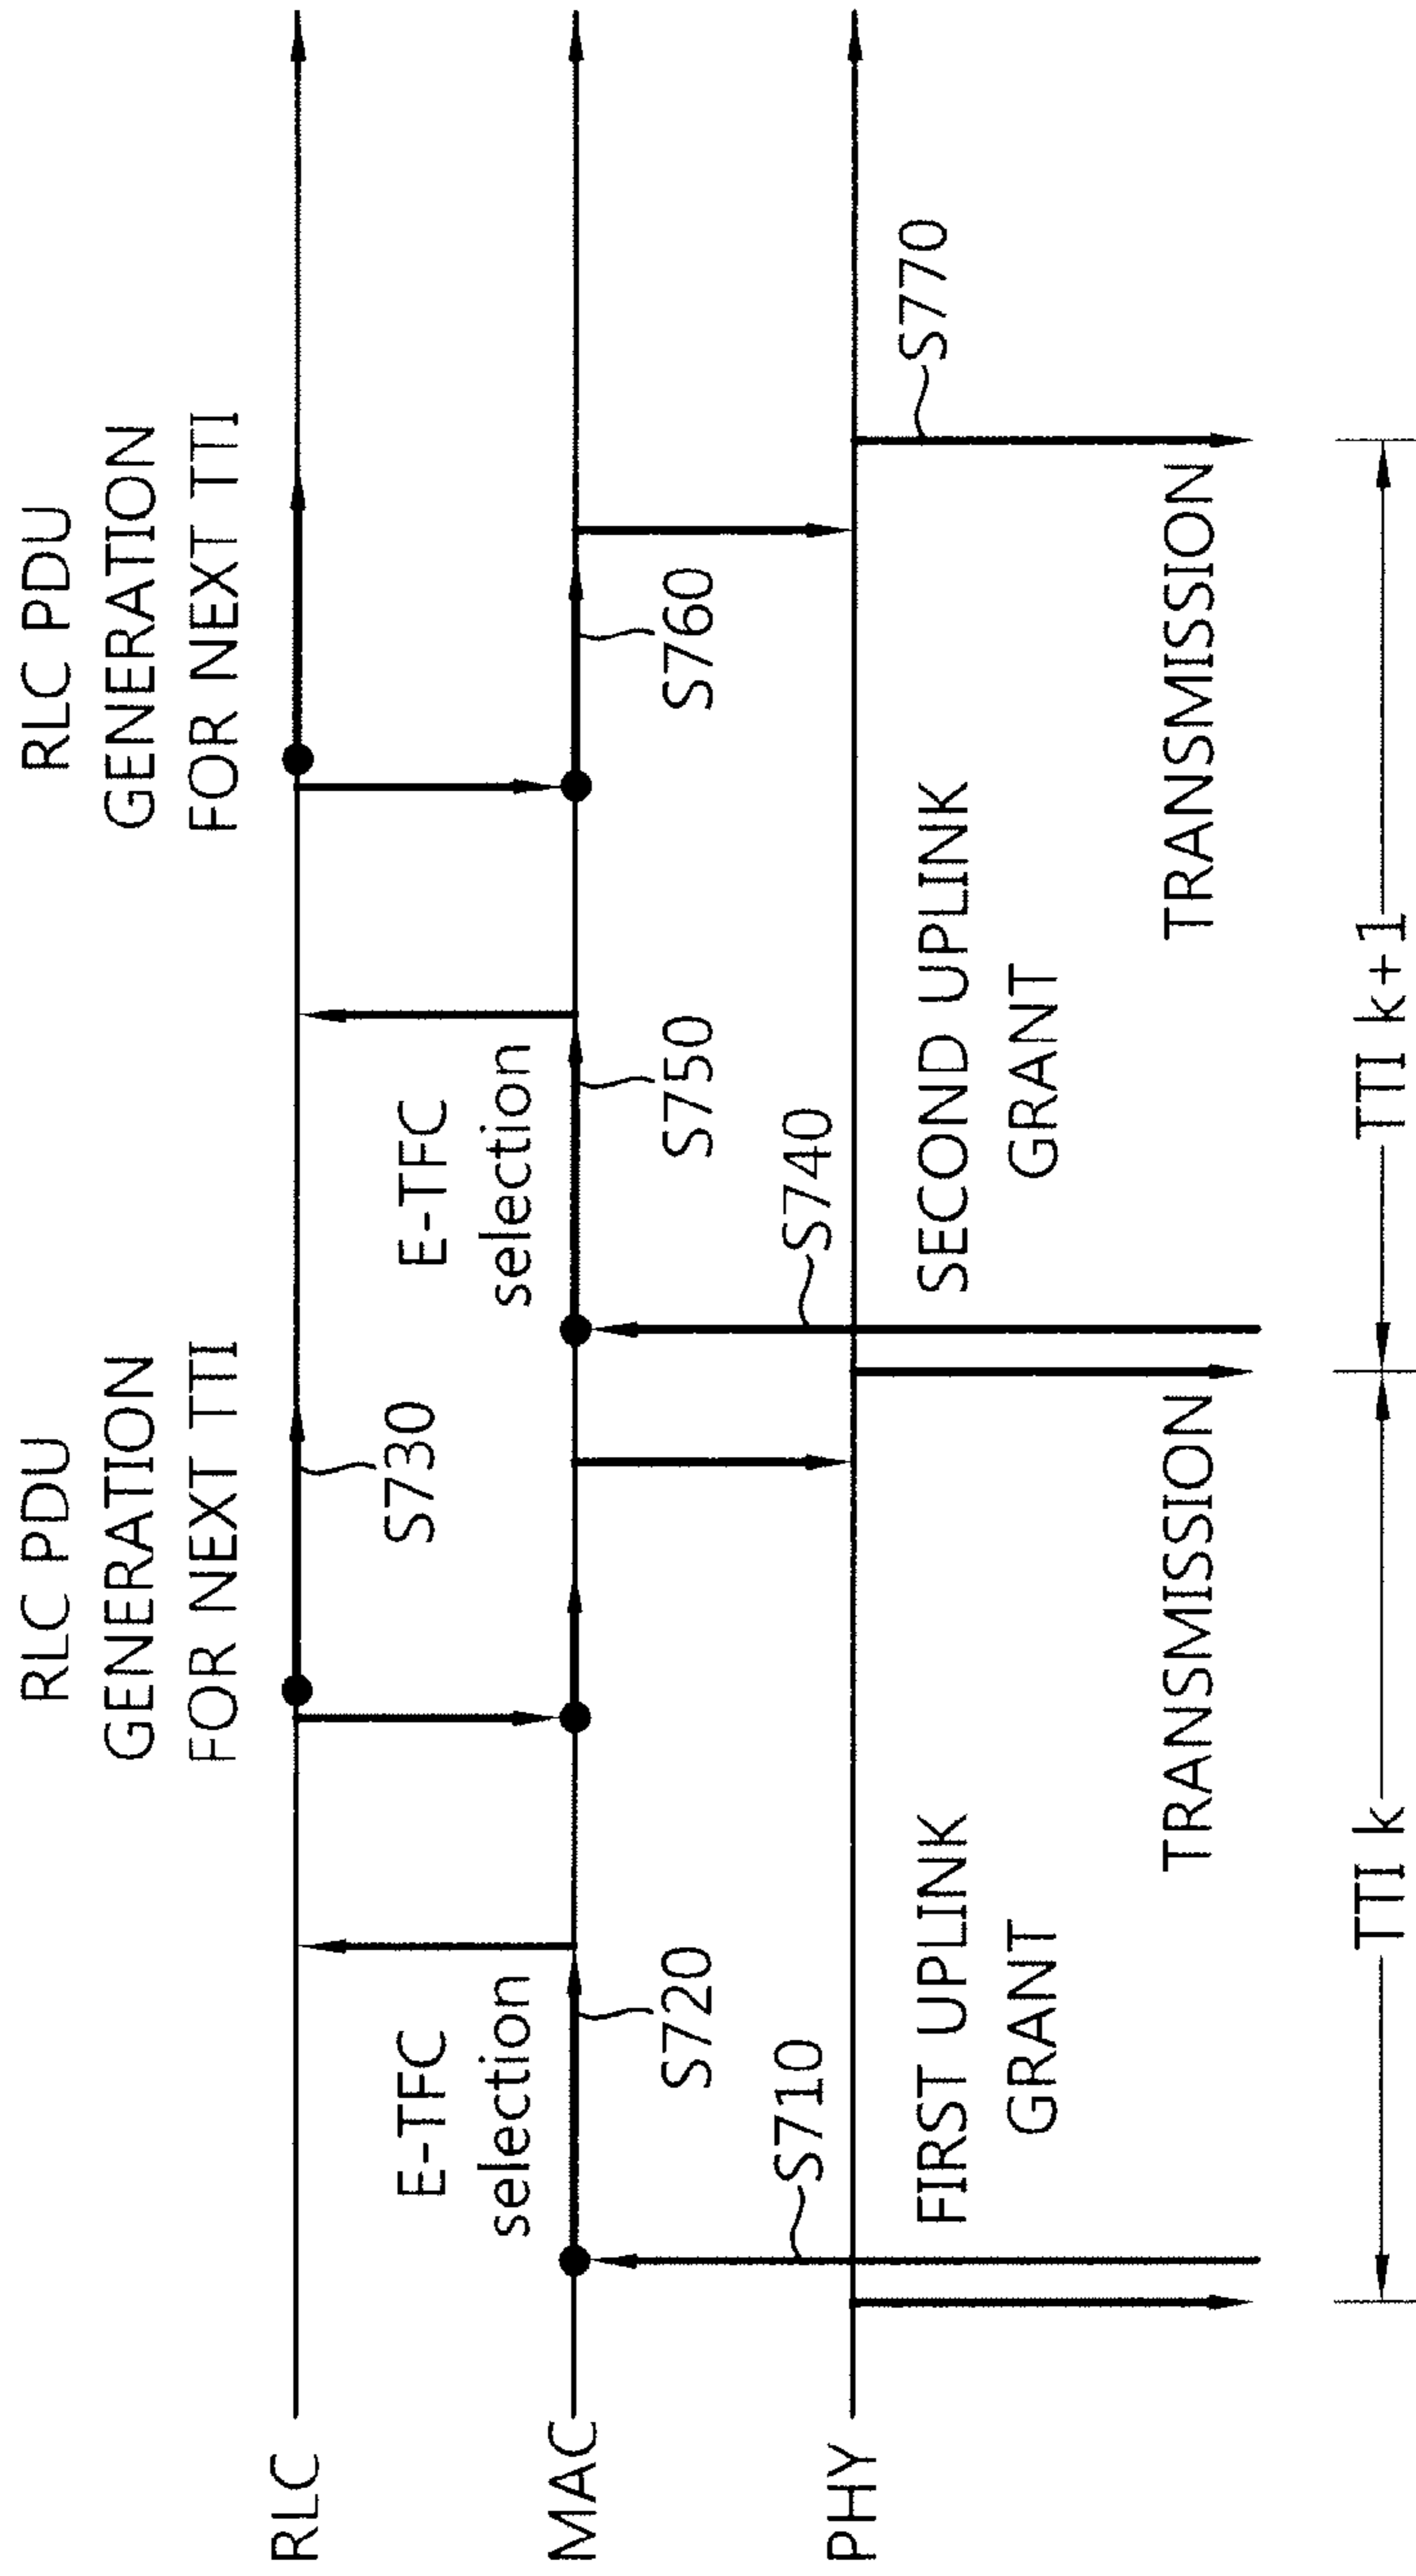 RLC PDU
GENERATION
FOR NEXT TTI
RLC PDU
GENERATION
FOR NEXT TTI
RLC
S730
E-TFC
selection
E-TFC
selection
MAC
S720
S750
S760
S710
S740
PHY
FIRST UPLINK
GRANT
SECOND UPLINK
GRANT
S770
TRANSMISSION
TRANSMISSION
TTI k
TTI k+1